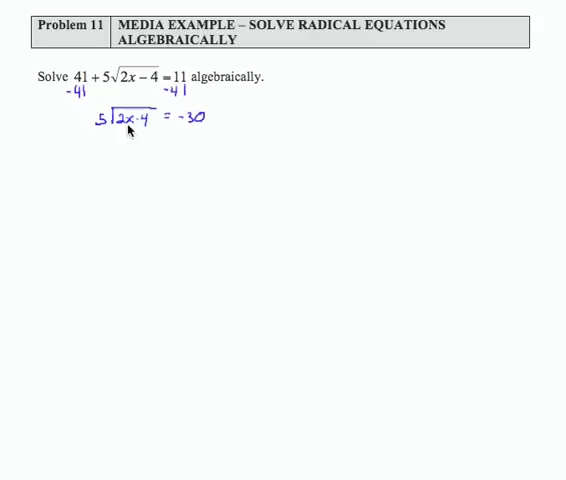 Problem 11 MEDIA EXAMPLE – SOLVE RADICAL EQUATIONS
ALGEBRAICALLY
Solve 41 + 5√(2x – 4) = 11 algebraically.
-41 -41
5√(2x-4) = -30